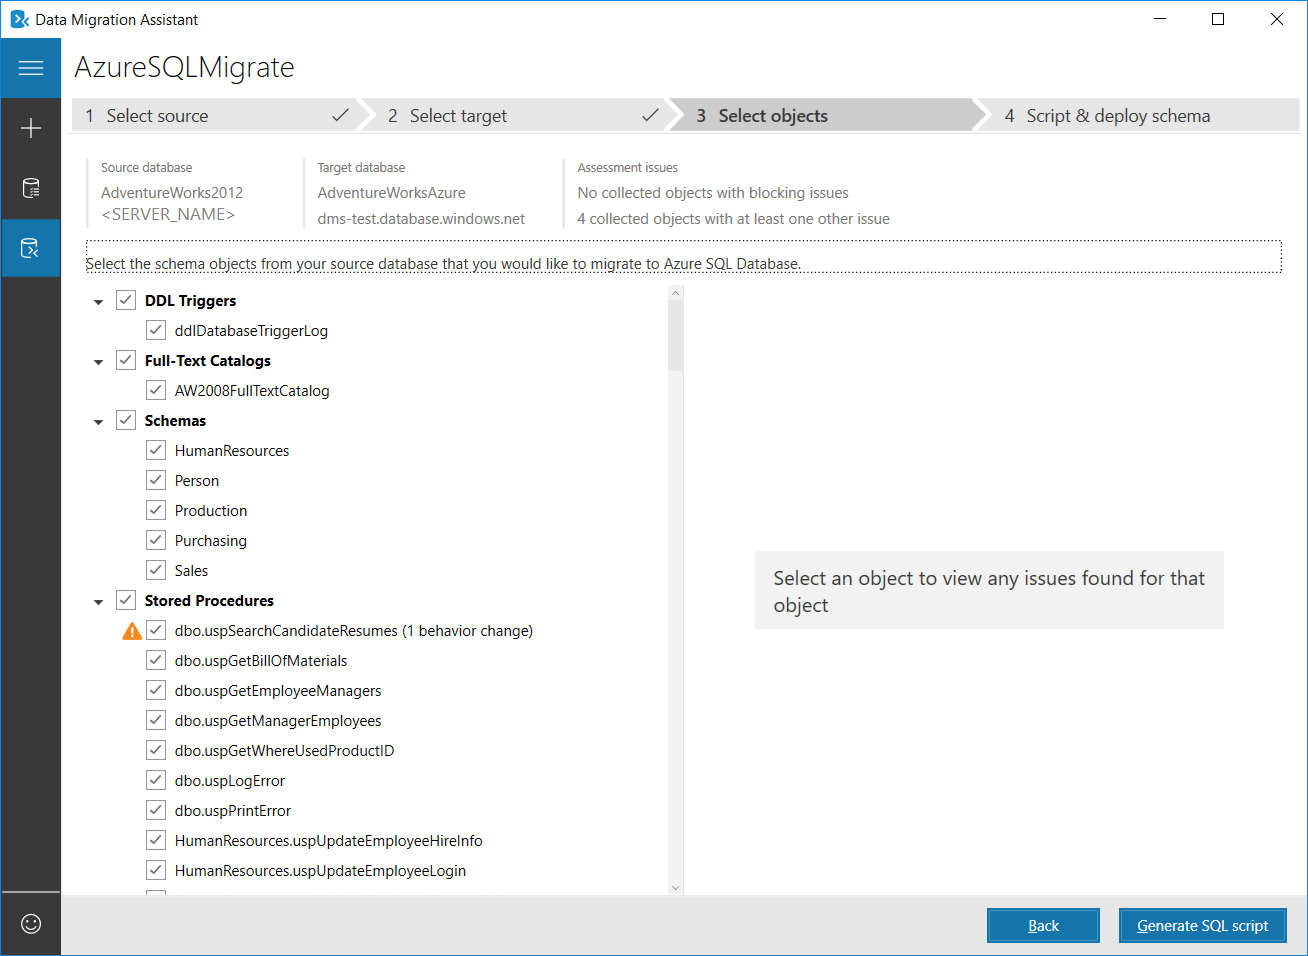 Data Migration Assistant
AzureSQLMigrate
1 Select source
2 Select target
3 Select objects
4 Script & deploy schema
Source database
AdventureWorks2012
<SERVER_NAME>
Target database
AdventureWorksAzure
dms-test.database.windows.net
Assessment issues
No collected objects with blocking issues
4 collected objects with at least one other issue
Select the schema objects from your source database that you would like to migrate to Azure SQL Database.
DDL Triggers
ddlDatabaseTriggerLog
Full-Text Catalogs
AW2008FullTextCatalog
Schemas
HumanResources
Person
Production
Purchasing
Sales
Stored Procedures
dbo.uspSearchCandidateResumes (1 behavior change)
dbo.uspGetBillOfMaterials
dbo.uspGetEmployeeManagers
dbo.uspGetManagerEmployees
dbo.uspGetWhereUsedProductID
dbo.uspLogError
dbo.uspPrintError
HumanResources.uspUpdateEmployeeHireInfo
HumanResources.uspUpdateEmployeeLogin
Select an object to view any issues found for that
object
Back
Generate SQL script